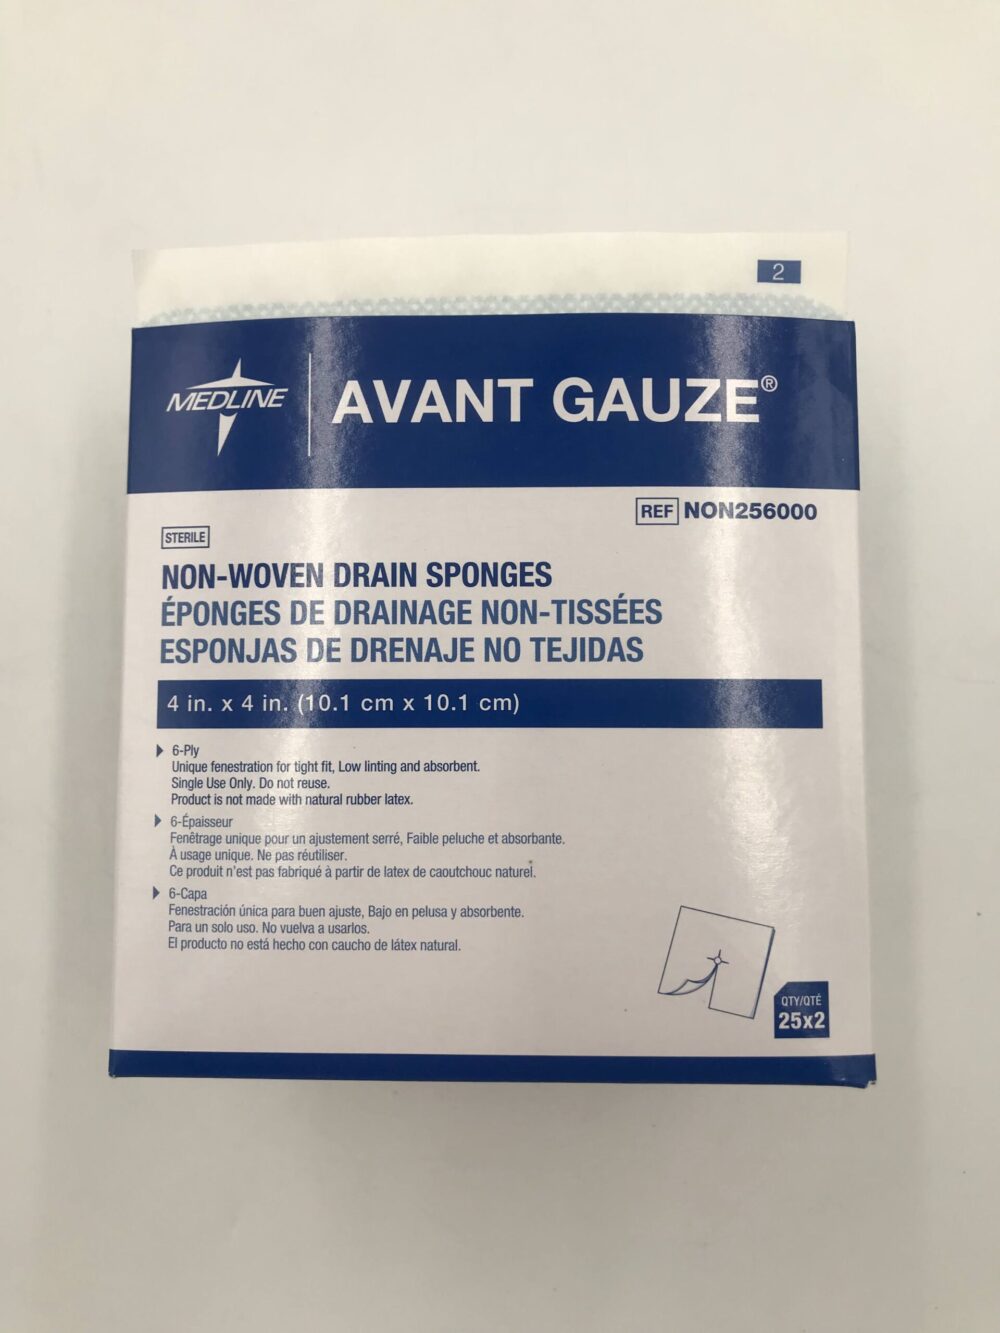 2
MEDLINE
AVANT GAUZE®
REF NON256000
STERILE
NON-WOVEN DRAIN SPONGES
ÉPONGES DE DRAINAGE NON-TISSÉES
ESPONJAS DE DRENAJE NO TEJIDAS
4 in. x 4 in. (10.1 cm x 10.1 cm)
6-Ply
Unique fenestration for tight fit, Low linting and absorbent.
Single Use Only. Do not reuse.
Product is not made with natural rubber latex.
6-Épaisseur
Fenêtrage unique pour un ajustement serré, Faible peluche et absorbante.
À usage unique. Ne pas réutiliser.
Ce produit n'est pas fabriqué à partir de latex de caoutchouc naturel.
6-Capa
Fenestración única para buen ajuste, Bajo en pelusa y absorbente.
Para un solo uso. No vuelva a usarlos.
El producto no está hecho con caucho de látex natural.
QTY/QTÉ
25x2